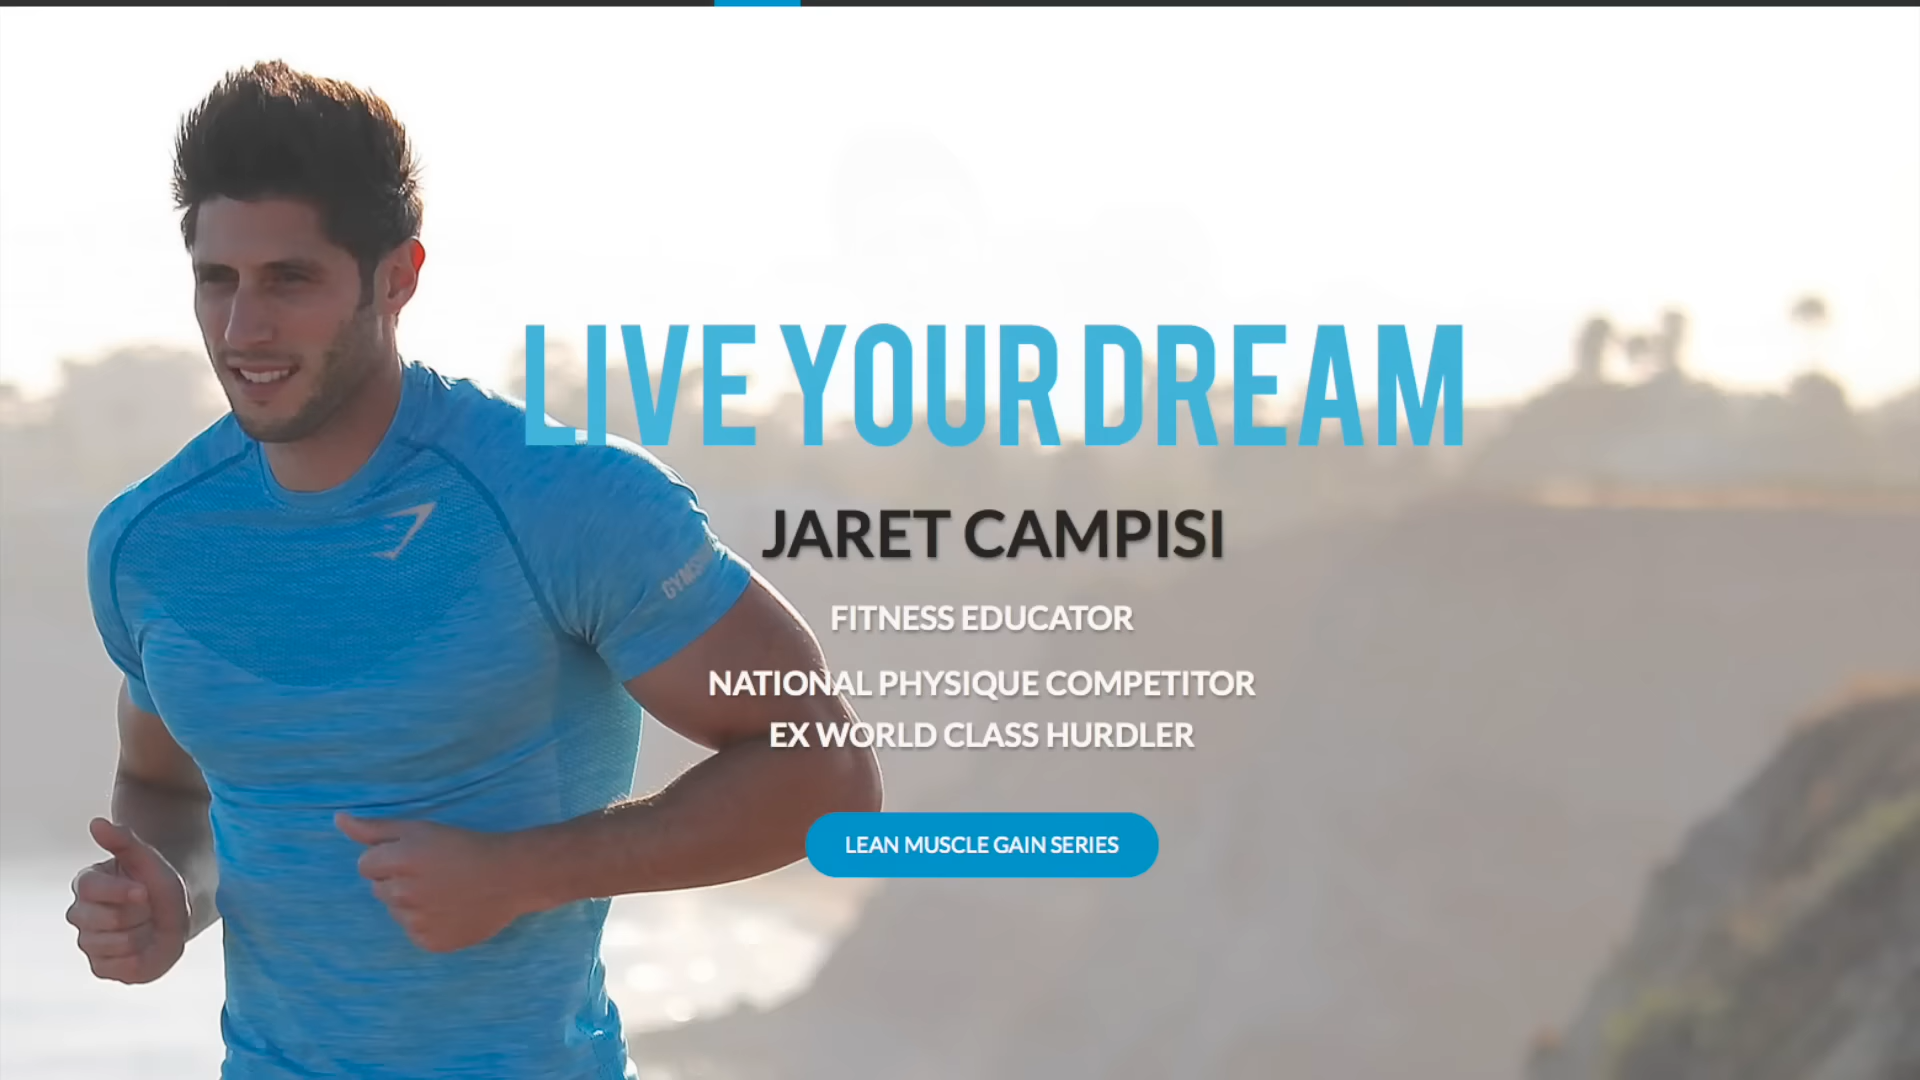 LIVE YOUR DREAM
JARET CAMPISI
FITNESS EDUCATOR
NATIONAL PHYSIQUE COMPETITOR
EX WORLD CLASS HURDLER
LEAN MUSCLE GAIN SERIES